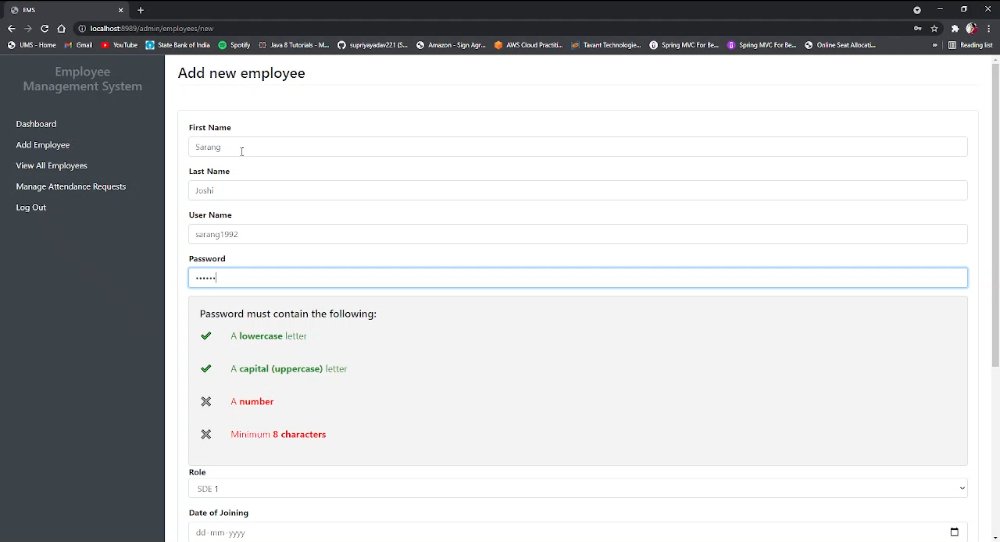 EMS
localhost:8989/admin/employees/new
UMS - Home
Gmail
YouTube
State Bank of India
Spotify
Java 8 Tutorials - M...
supriyayadav221 (S...
Amazon - Sign Agr...
AWS Cloud Practiti...
Tavant Technologie...
Spring MVC For Be...
Spring MVC For Be...
Online Seat Allocati...
»
Reading list
Employee
Management System
Dashboard
Add Employee
View All Employees
Manage Attendance Requests
Log Out
Add new employee
First Name
Sarang
Last Name
Joshi
User Name
sarang1992
Password
••••••
Password must contain the following:
A lowercase letter
A capital (uppercase) letter
A number
Minimum 8 characters
Role
SDE 1
Date of Joining
dd-mm-yyyy